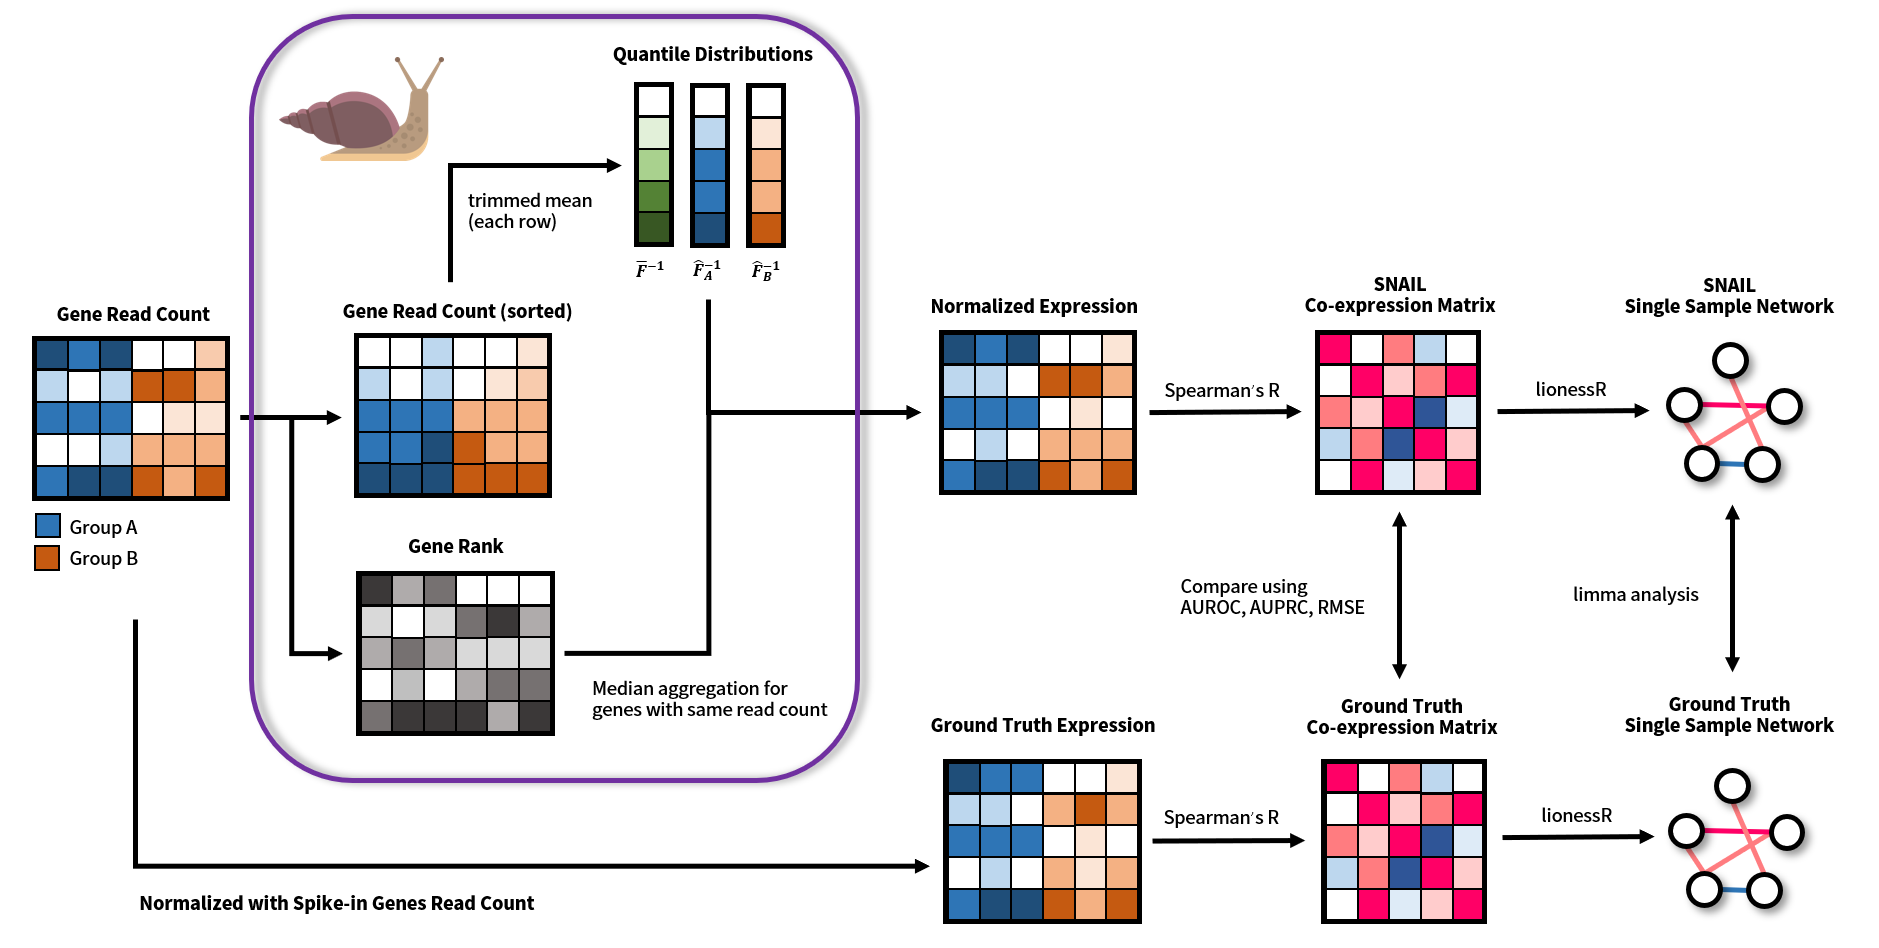 Quantile Distributions
trimmed mean
(each row)
F̅⁻¹
F̂_A⁻¹
F̂_B⁻¹
Gene Read Count
Group A
Group B
Gene Read Count (sorted)
Gene Rank
Median aggregation for
genes with same read count
Normalized Expression
Spearman's R
SNAIL
Co-expression Matrix
lionessR
SNAIL
Single Sample Network
Compare using
AUROC, AUPRC, RMSE
limma analysis
Normalized with Spike-in Genes Read Count
Ground Truth Expression
Spearman's R
Ground Truth
Co-expression Matrix
lionessR
Ground Truth
Single Sample Network